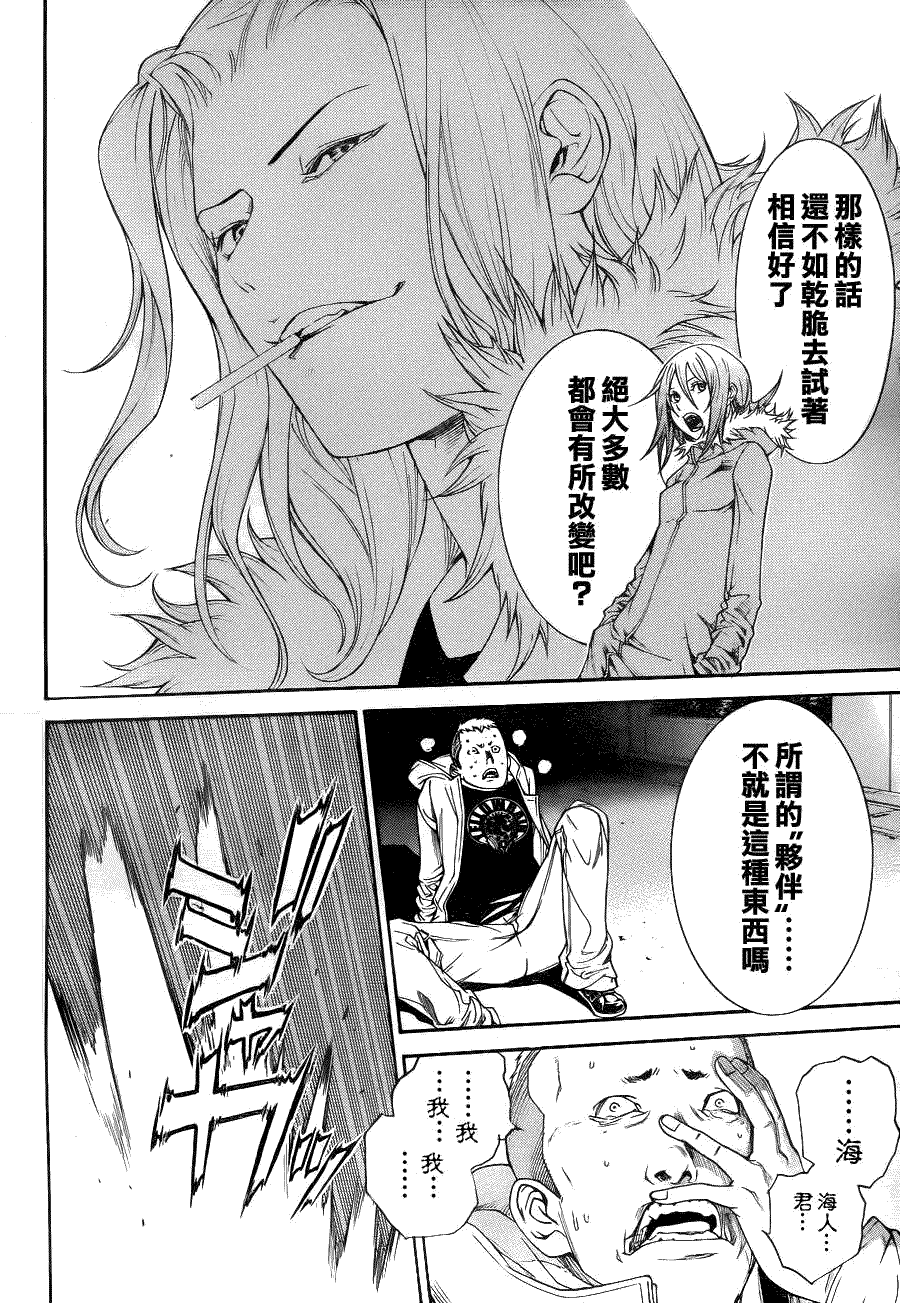 那樣的話
還不如乾脆去試著
相信好了
絕大多數
都會有所改變吧？
所謂的〝夥伴〞……
不就是這種東西嗎
……海
海人…
君…
……我
…我…
我…
……